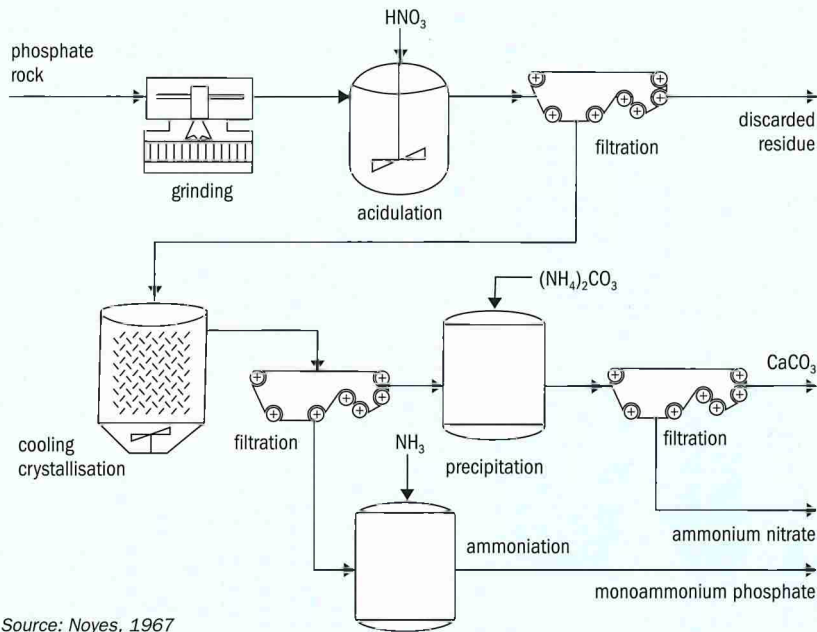 HNO₃
phosphate
rock
grinding
acidulation
filtration
discarded
residue
(NH₄)₂CO₃
CaCO₃
cooling
crystallisation
filtration
precipitation
filtration
NH₃
ammonium nitrate
ammoniation
monoammonium phosphate
Source: Noyes, 1967